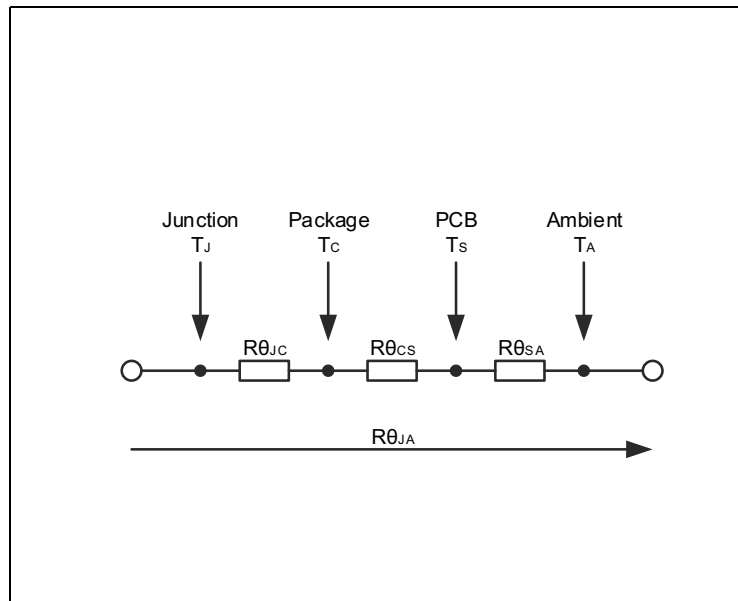 Junction Package PCB Ambient
TJ TC TS TA
RθJC RθCS RθSA
RθJA